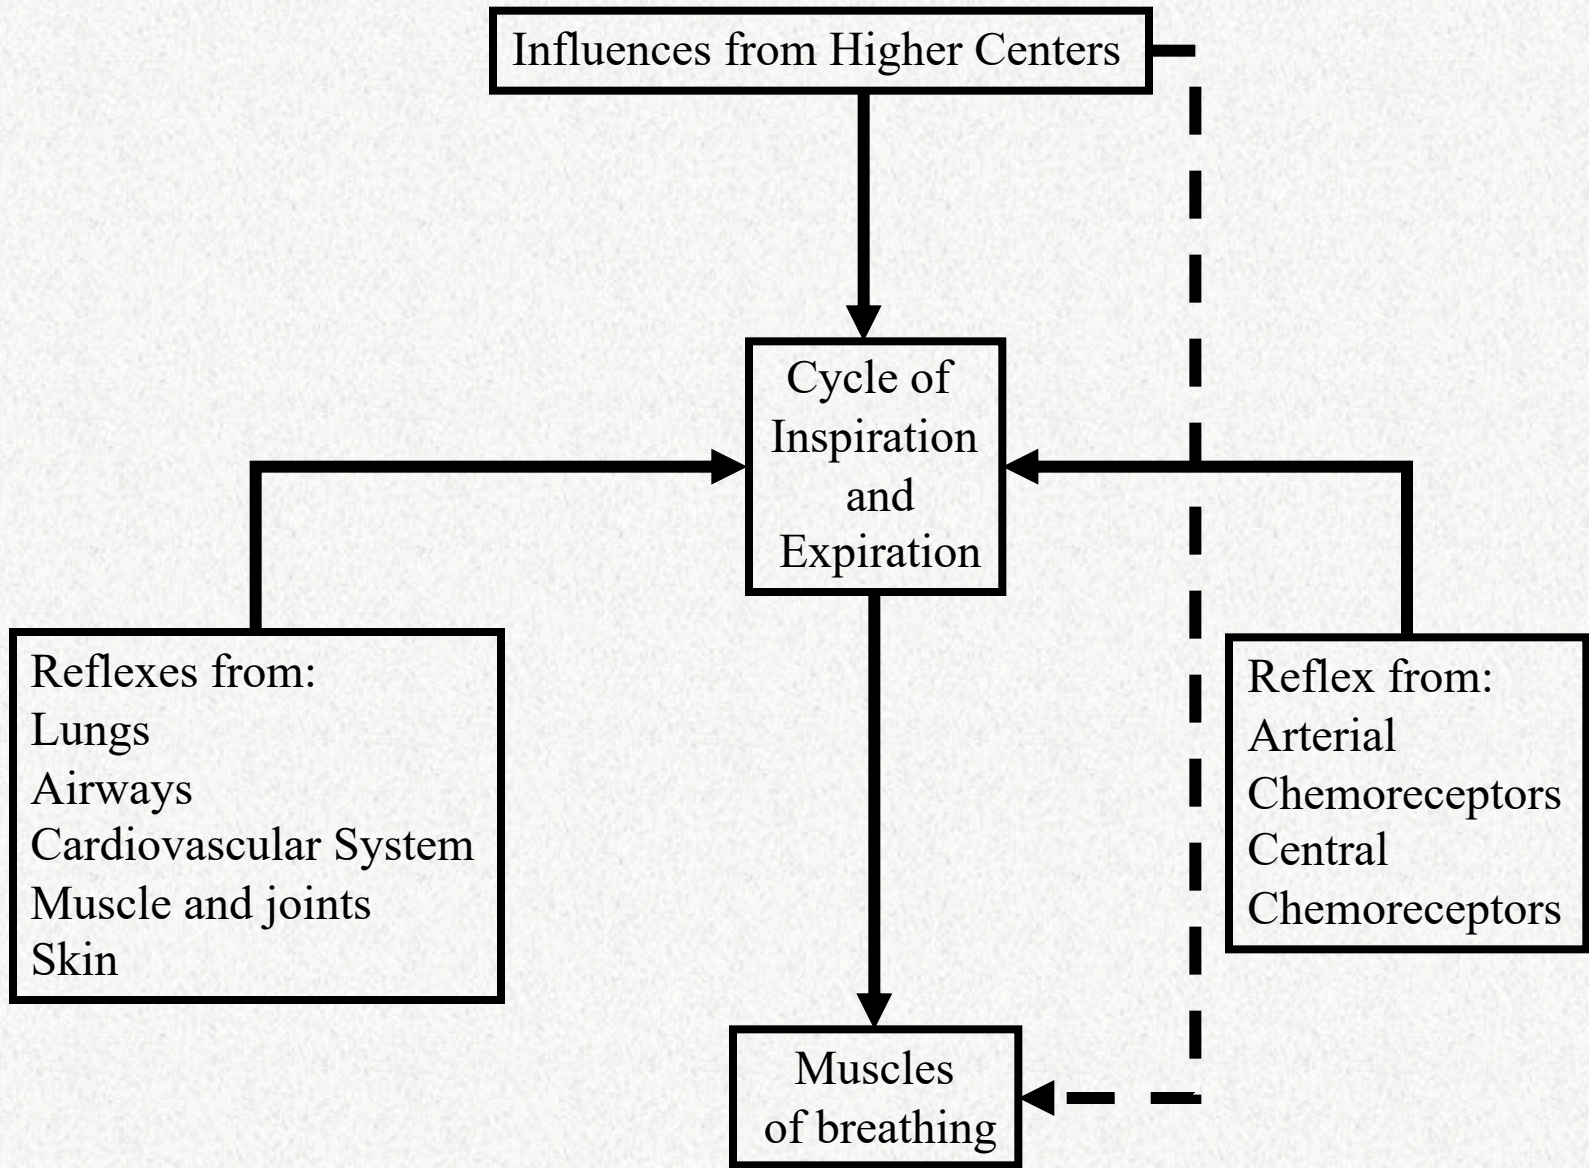 Influences from Higher Centers
Cycle of
Inspiration
and
Expiration
Reflexes from:
Lungs
Airways
Cardiovascular System
Muscle and joints
Skin
Reflex from:
Arterial
Chemoreceptors
Central
Chemoreceptors
Muscles
of breathing